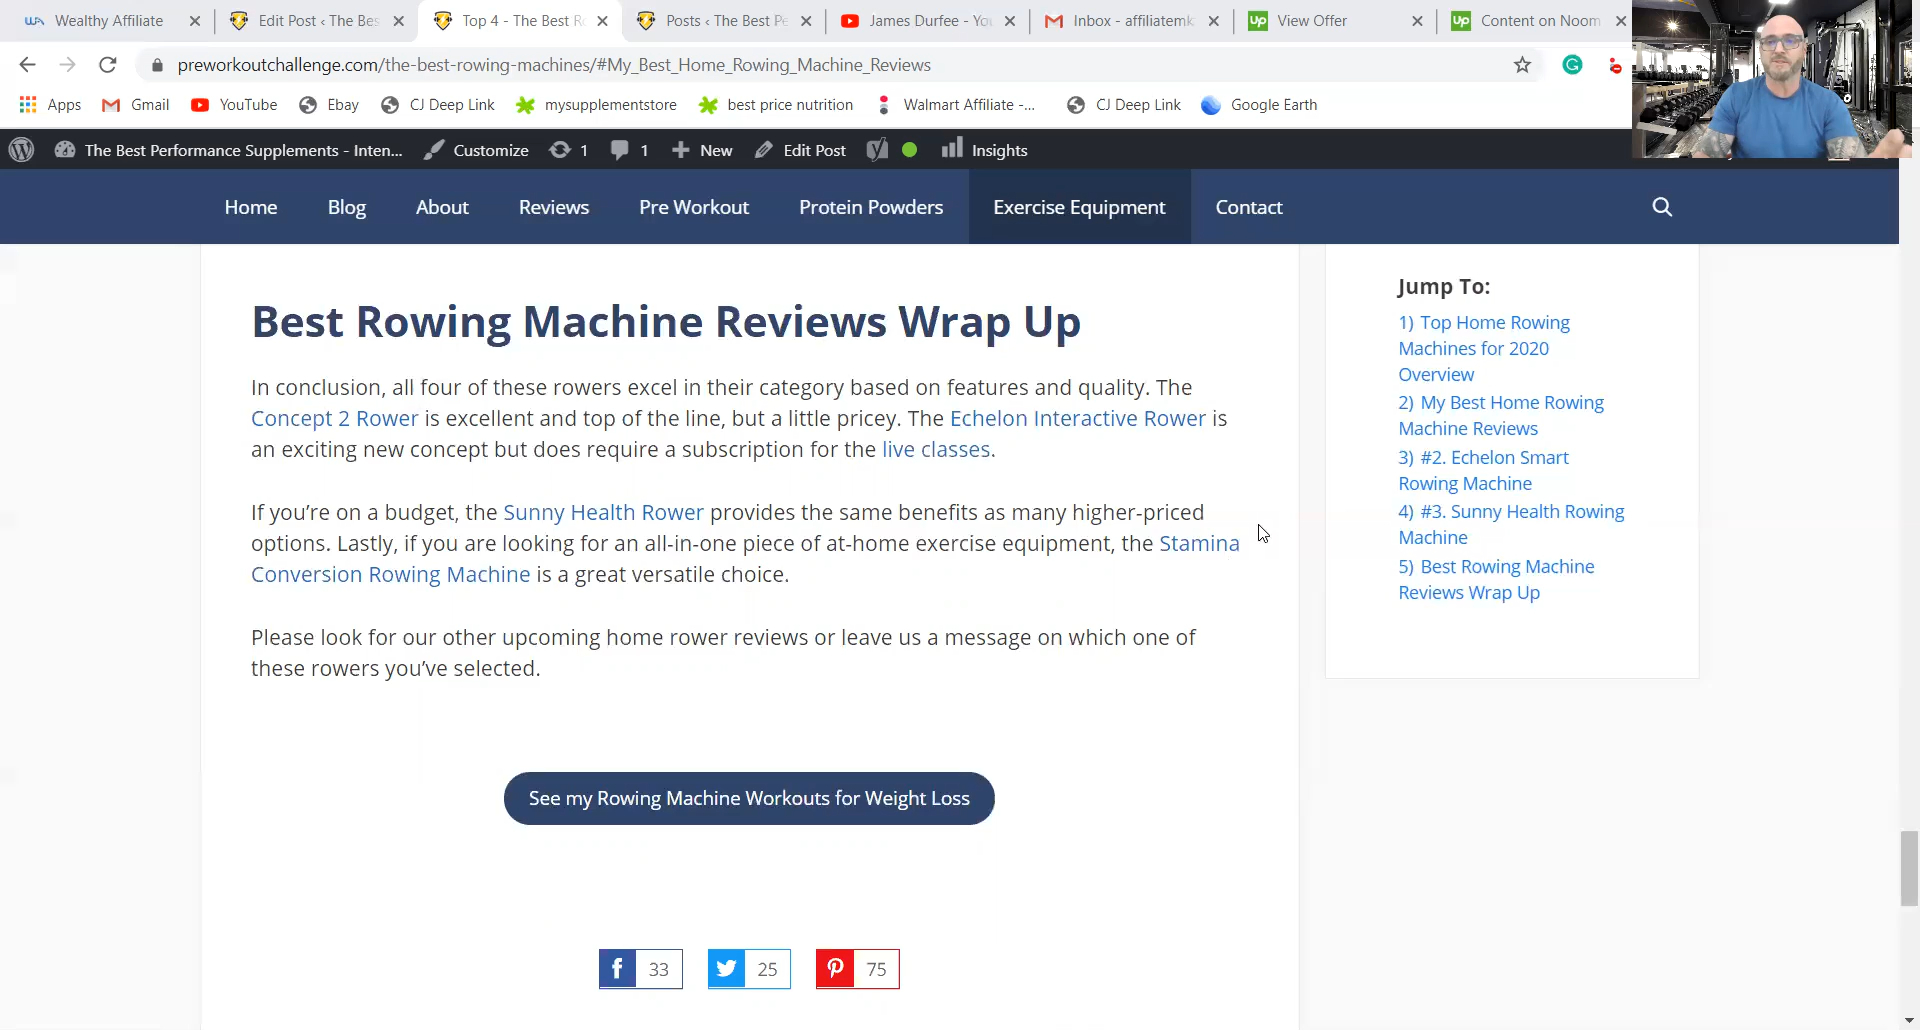 Wealthy Affiliate
Edit Post ‹ The Bes
Top 4 - The Best Ro
Posts ‹ The Best Pe
James Durfee - You
Inbox - affiliatemk
up View Offer
up Content on Noom
preworkoutchallenge.com/the-best-rowing-machines/#My_Best_Home_Rowing_Machine_Reviews
Apps
Gmail
YouTube
Ebay
CJ Deep Link
mysupplementstore
best price nutrition
Walmart Affiliate -...
CJ Deep Link
Google Earth
The Best Performance Supplements - Inten...
Customize
1
1
New
Edit Post
Insights
Home
Blog
About
Reviews
Pre Workout
Protein Powders
Exercise Equipment
Contact
Best Rowing Machine Reviews Wrap Up
In conclusion, all four of these rowers excel in their category based on features and quality. The
Concept 2 Rower is excellent and top of the line, but a little pricey. The Echelon Interactive Rower is
an exciting new concept but does require a subscription for the live classes.
If you’re on a budget, the Sunny Health Rower provides the same benefits as many higher-priced
options. Lastly, if you are looking for an all-in-one piece of at-home exercise equipment, the Stamina
Conversion Rowing Machine is a great versatile choice.
Please look for our other upcoming home rower reviews or leave us a message on which one of
these rowers you’ve selected.
See my Rowing Machine Workouts for Weight Loss
33
25
75
Jump To:
1) Top Home Rowing
Machines for 2020
Overview
2) My Best Home Rowing
Machine Reviews
3) #2. Echelon Smart
Rowing Machine
4) #3. Sunny Health Rowing
Machine
5) Best Rowing Machine
Reviews Wrap Up